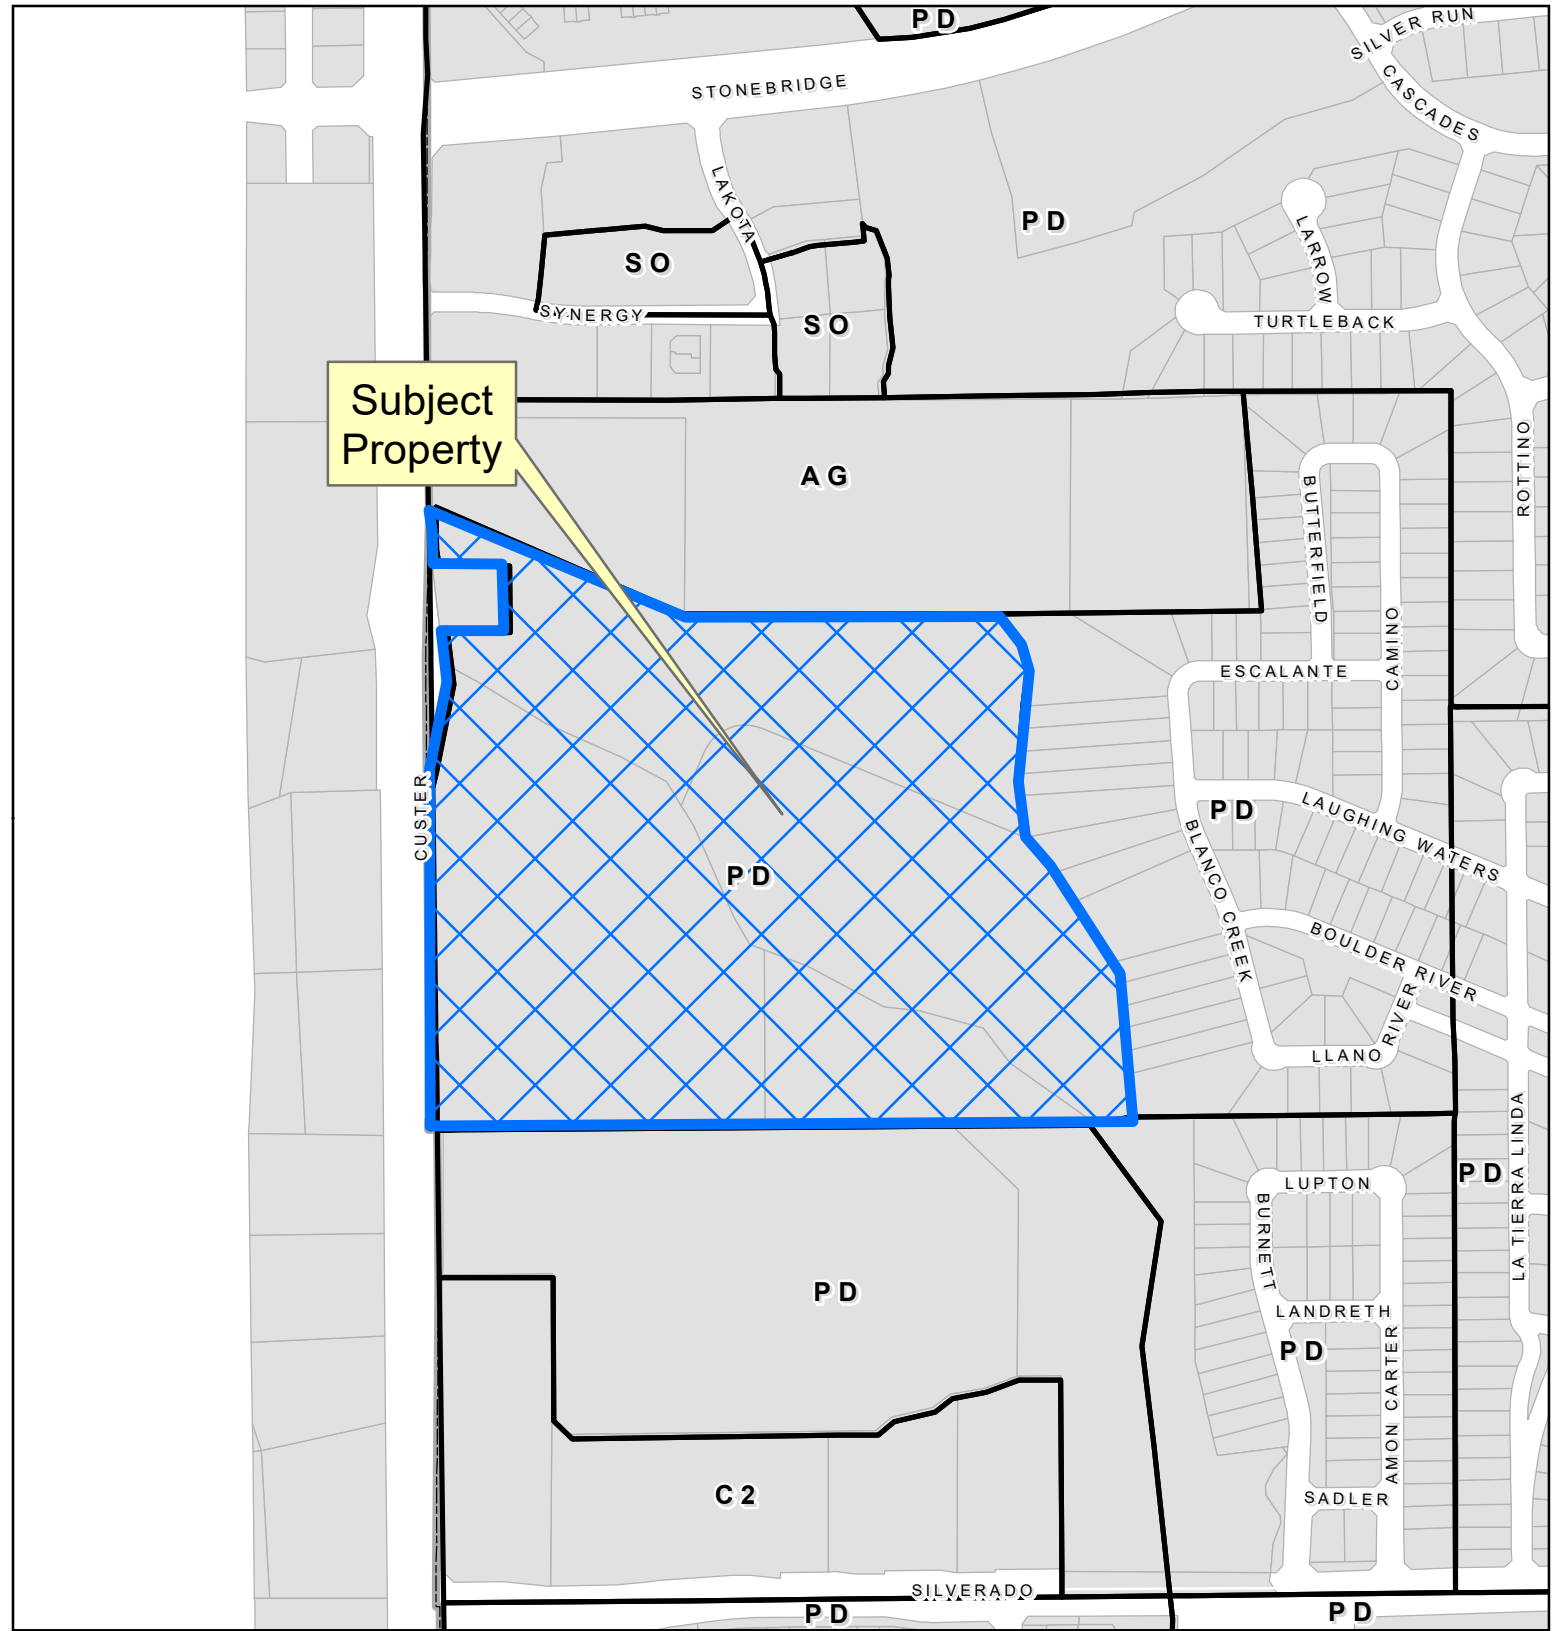 PD
SILVER RUN
STONEBRIDGE
CASCADES
LAKOTA
PD
LARROW
SO
SYNERGY
SO
TURTLEBACK
Subject
Property
AG
ROTTINO
BUTTERFIELD
CAMINO
ESCALANTE
CUSTER
PD
LAUGHING WATERS
BLANCO CREEK
PD
BOULDER RIVER
LLANO RIVER
LA TIERRA LINDA
PD
LUPTON
BURNETT
PD
LANDRETH
PD
AMON CARTER
C2
SADLER
SILVERADO
PD
PD